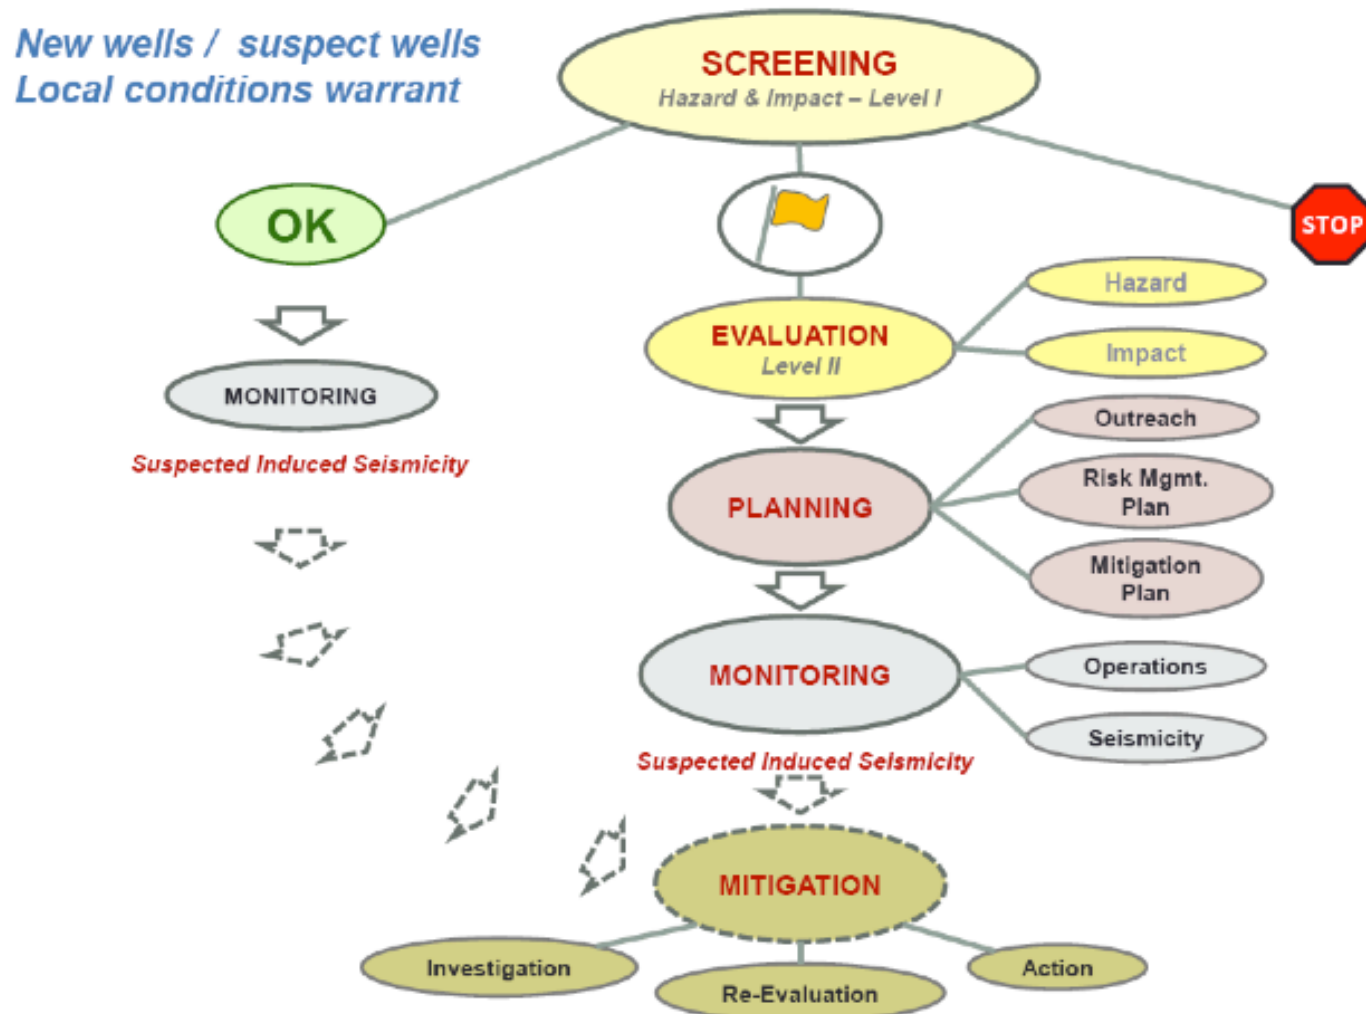 New wells / suspect wells
Local conditions warrant
SCREENING
Hazard & Impact – Level I
OK
STOP
Hazard
EVALUATION
Level II
Impact
MONITORING
Outreach
Suspected Induced Seismicity
Risk Mgmt.
Plan
PLANNING
Mitigation
Plan
MONITORING
Operations
Seismicity
Suspected Induced Seismicity
MITIGATION
Investigation
Re-Evaluation
Action